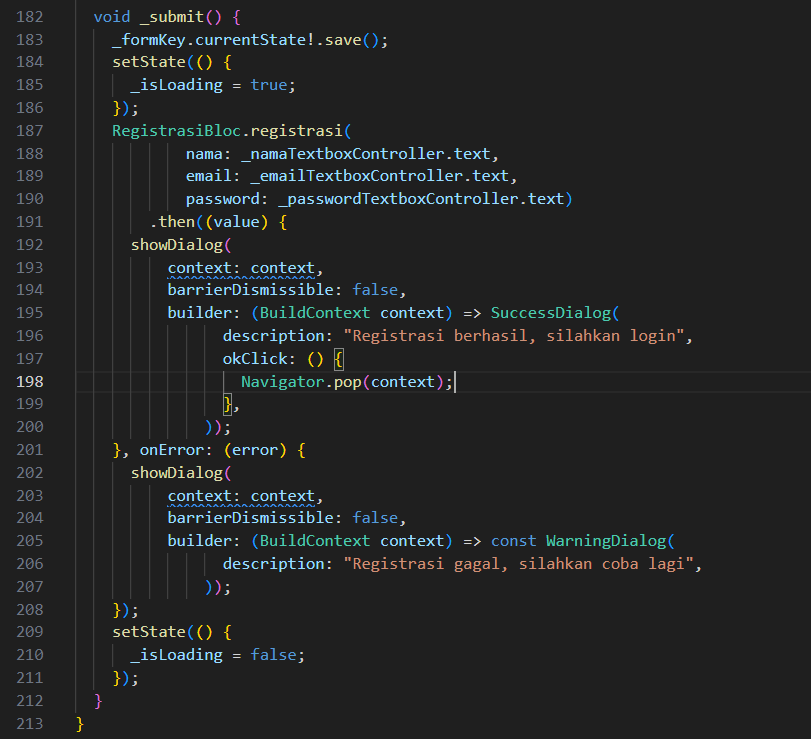 182 void _submit() {
183 _formKey.currentState!.save();
184 setState(() {
185 _isLoading = true;
186 });
187 RegistrasiBloc.registrasi(
188 nama: _namaTextboxController.text,
189 email: _emailTextboxController.text,
190 password: _passwordTextboxController.text)
191 .then((value) {
192 showDialog(
193 context: context,
194 barrierDismissible: false,
195 builder: (BuildContext context) => SuccessDialog(
196 description: "Registrasi berhasil, silahkan login",
197 okClick: () {
198 Navigator.pop(context);
199 },
200 ));
201 }, onError: (error) {
202 showDialog(
203 context: context,
204 barrierDismissible: false,
205 builder: (BuildContext context) => const WarningDialog(
206 description: "Registrasi gagal, silahkan coba lagi",
207 ));
208 });
209 setState(() {
210 _isLoading = false;
211 });
212 }
213 }